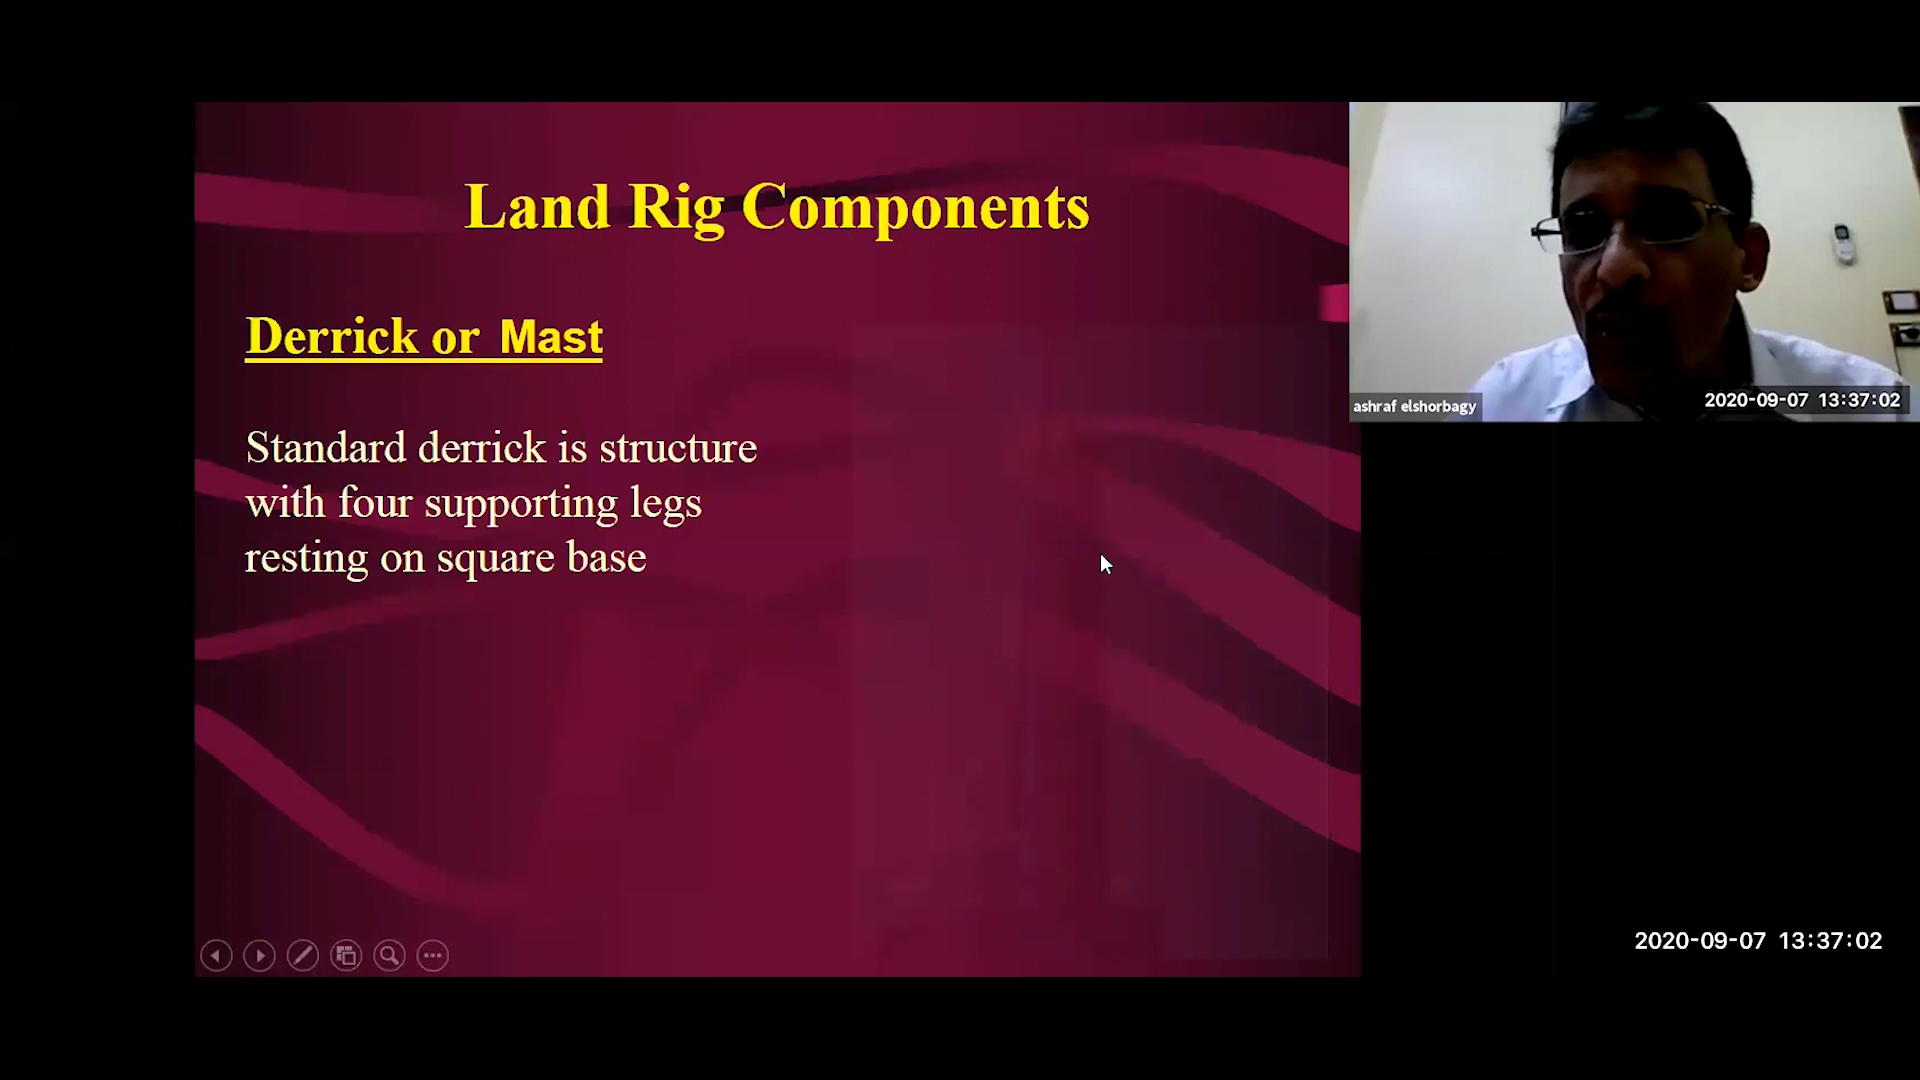 Land Rig Components
Derrick or Mast
Standard derrick is structure
with four supporting legs
resting on square base
ashraf elshorbagy
2020-09-07 13:37:02
2020-09-07 13:37:02